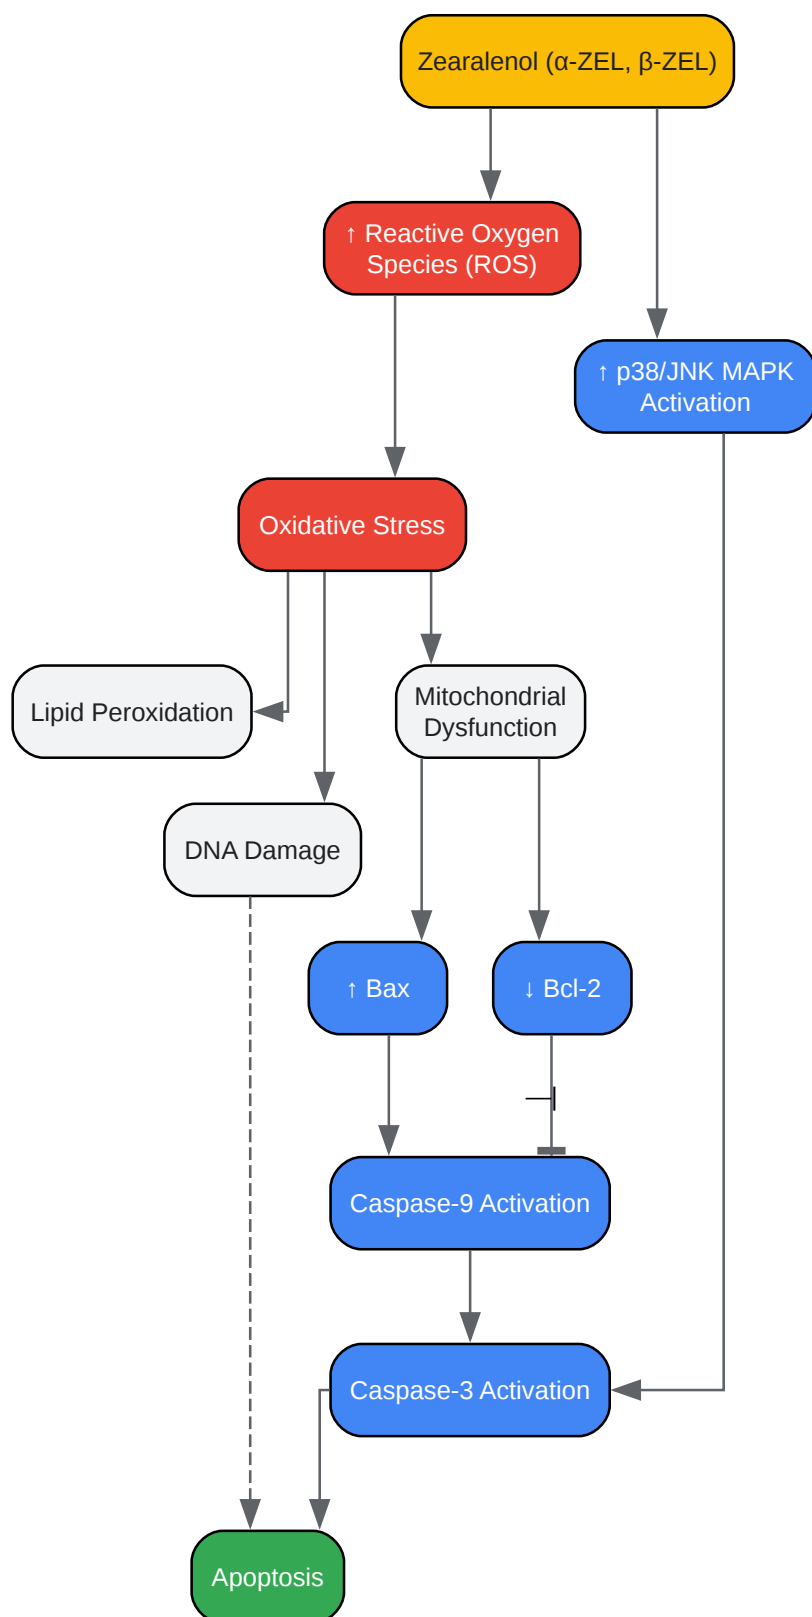 Zearalenol (α-ZEL, β-ZEL)
↑ Reactive Oxygen
Species (ROS)
↑ p38/JNK MAPK
Activation
Oxidative Stress
Lipid Peroxidation
Mitochondrial
Dysfunction
DNA Damage
↑ Bax
↓ Bcl-2
Caspase-9 Activation
Caspase-3 Activation
Apoptosis